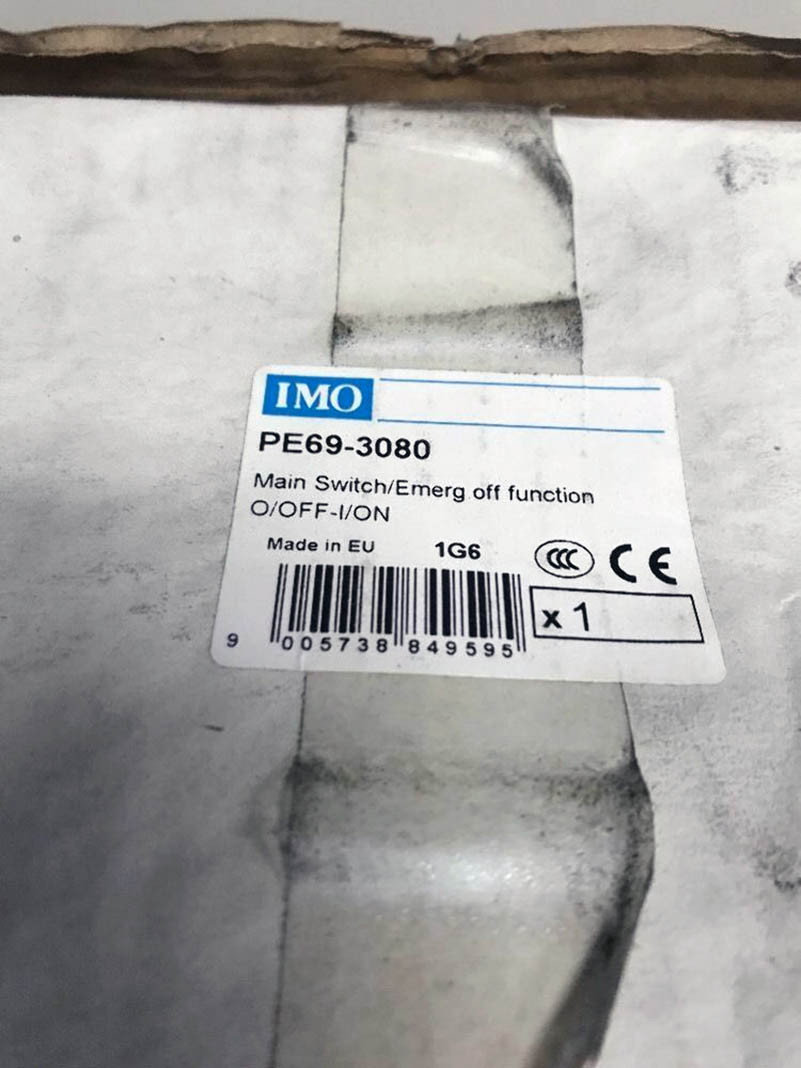 IMO
PE69-3080
Main Switch/Emerg off function
O/OFF-I/ON
Made in EU 1G6 CCC CE
x 1
9 005738 849595